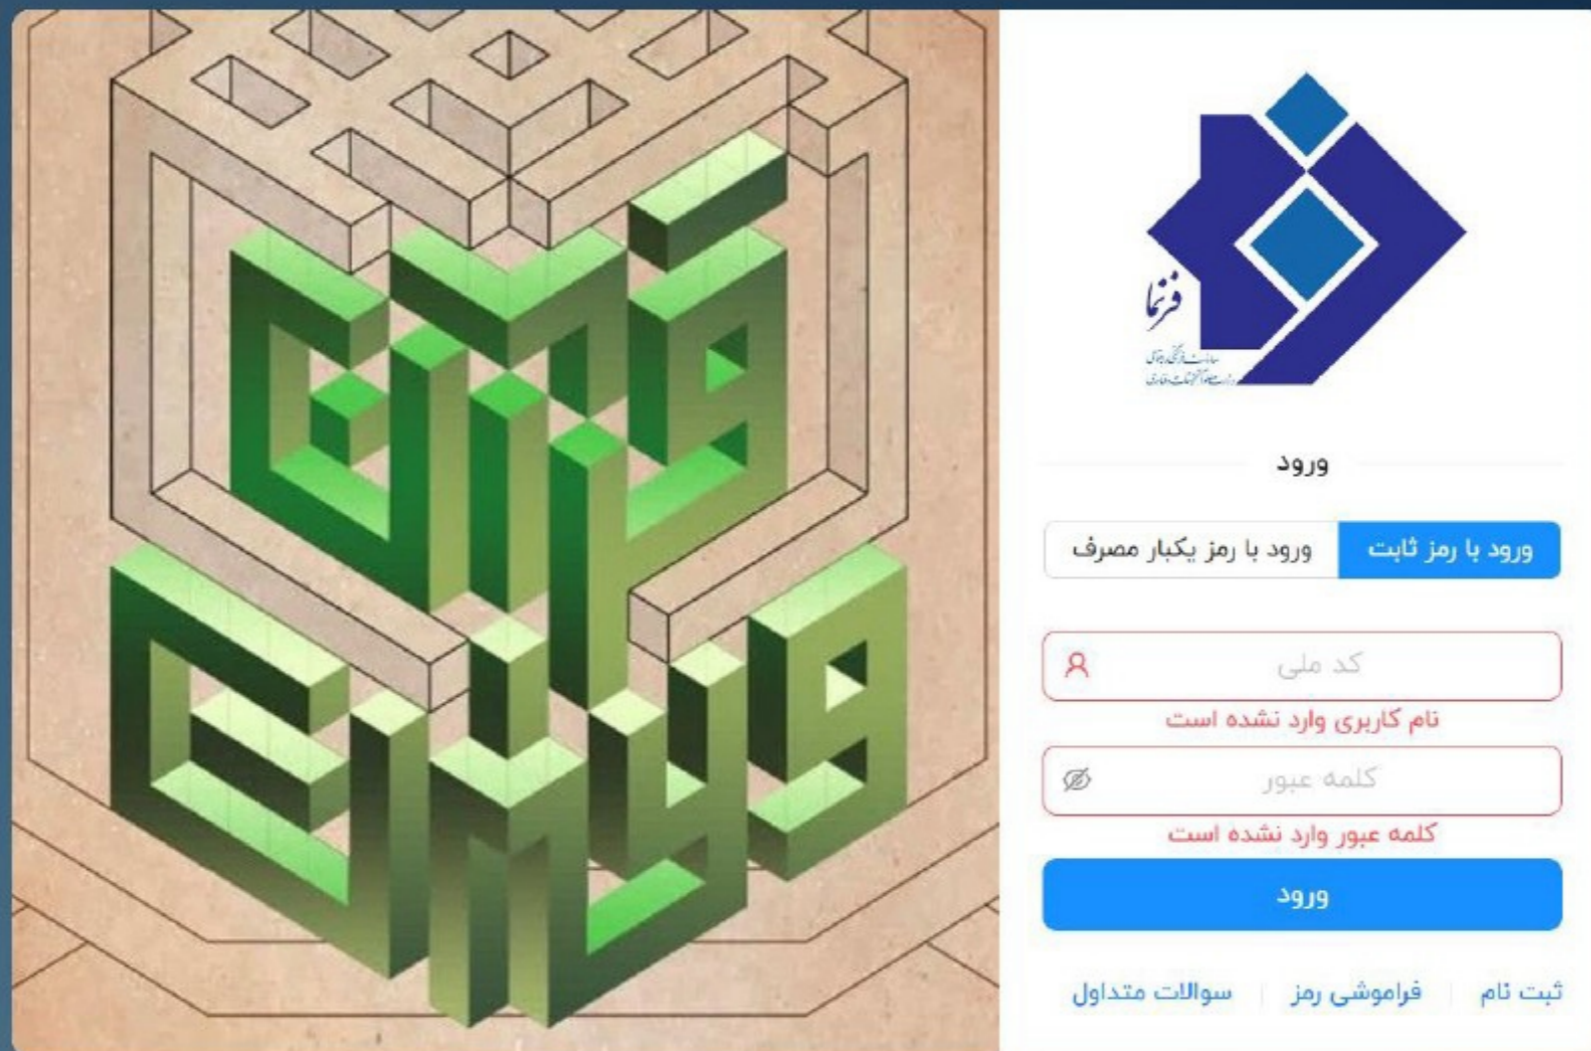 قرآن
و ایران
فرنما
ورود
ورود با رمز ثابت
ورود با رمز یکبار مصرف
کد ملی
نام کاربری وارد نشده است
کلمه عبور
کلمه عبور وارد نشده است
ورود
ثبت نام
فراموشی رمز
سوالات متداول